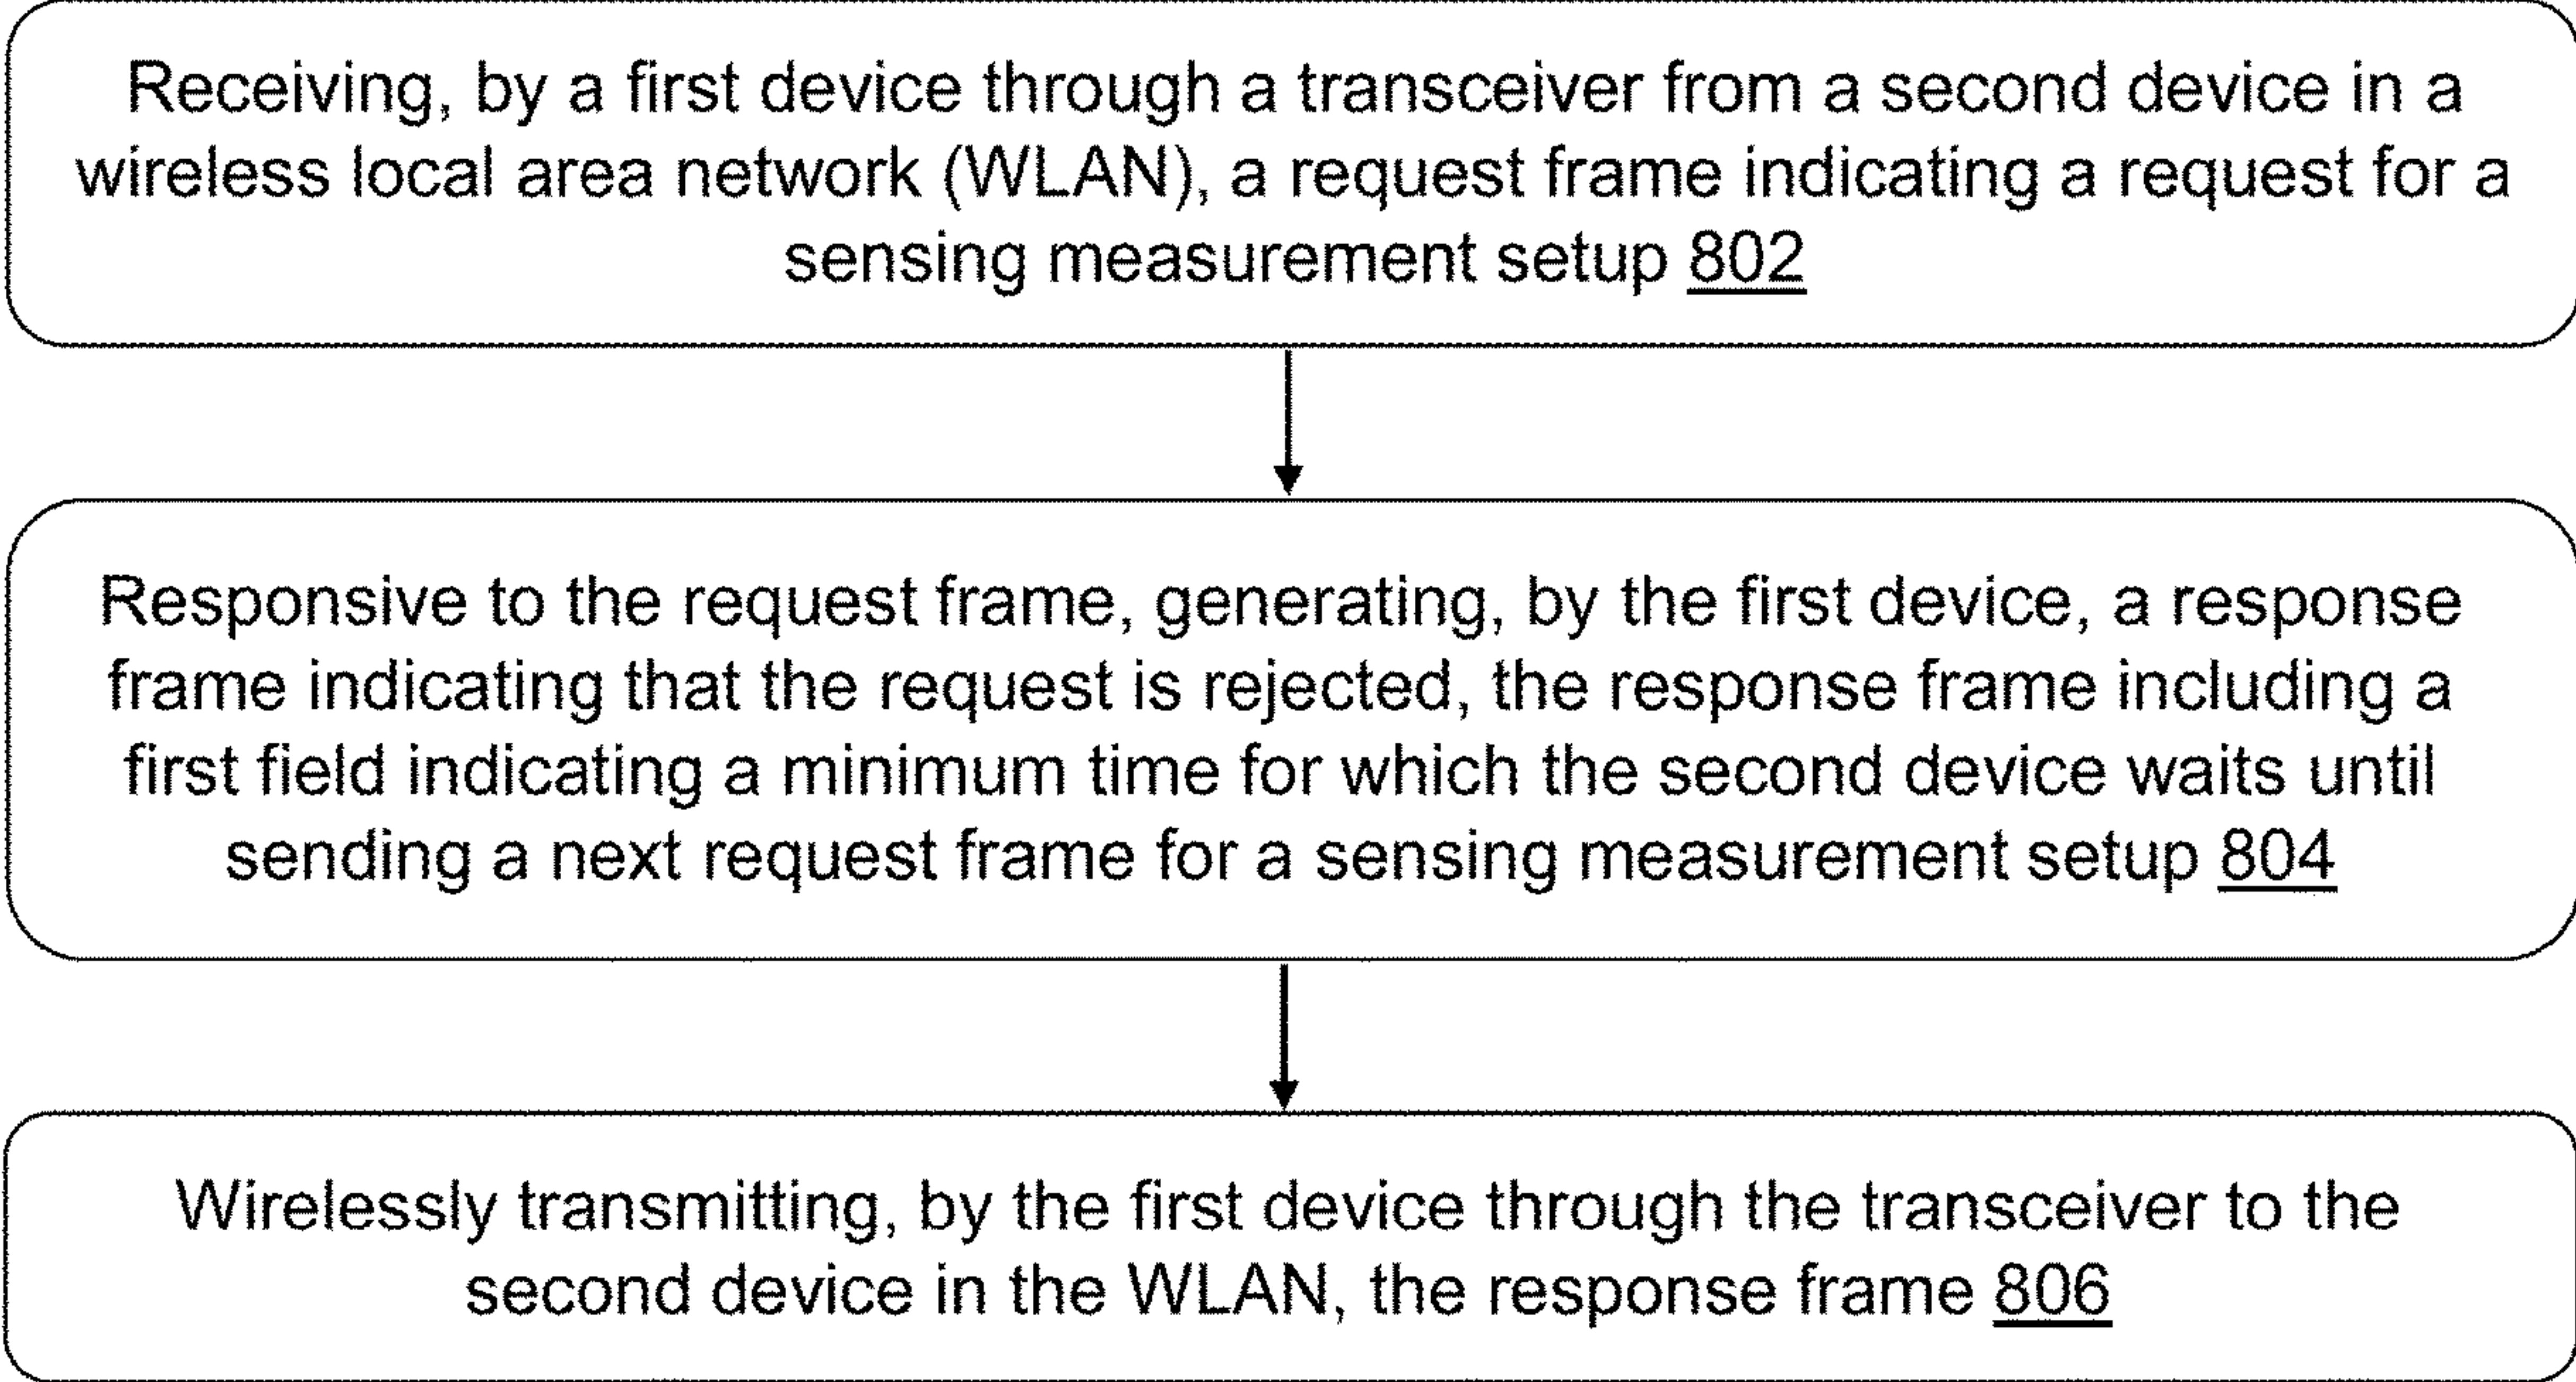 Receiving, by a first device through a transceiver from a second device in a
wireless local area network (WLAN), a request frame indicating a request for a
sensing measurement setup 802
Responsive to the request frame, generating, by the first device, a response
frame indicating that the request is rejected, the response frame including a
first field indicating a minimum time for which the second device waits until
sending a next request frame for a sensing measurement setup 804
Wirelessly transmitting, by the first device through the transceiver to the
second device in the WLAN, the response frame 806